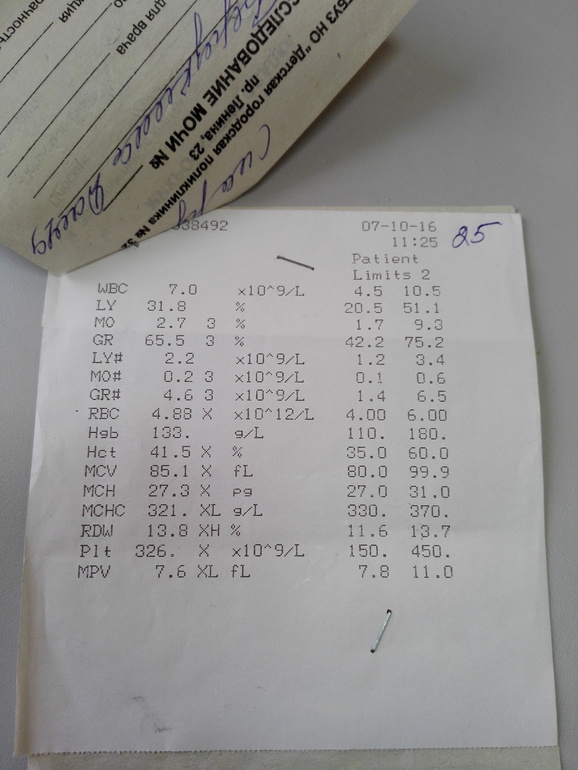 БУЗ НО "Детская городская поликлиника № 3
пр. Ленина, 23
ССЛЕДОВАНИЕ МОЧИ №
для врача
38492 07-10-16
11:25 25
Patient
Limits 2
WBC 7.0 x10^9/L 4.5 10.5
LY 31.8 % 20.5 51.1
MO 2.7 3 % 1.7 9.3
GR 65.5 3 % 42.2 75.2
LY# 2.2 x10^9/L 1.2 3.4
MO# 0.2 3 x10^9/L 0.1 0.6
GR# 4.6 3 x10^9/L 1.4 6.5
RBC 4.88 X x10^12/L 4.00 6.00
Hgb 133. g/L 110. 180.
Hct 41.5 X % 35.0 60.0
MCV 85.1 X fL 80.0 99.9
MCH 27.3 X pg 27.0 31.0
MCHC 321. XL g/L 330. 370.
RDW 13.8 XH % 11.6 13.7
Plt 326. X x10^9/L 150. 450.
MPV 7.6 XL fL 7.8 11.0